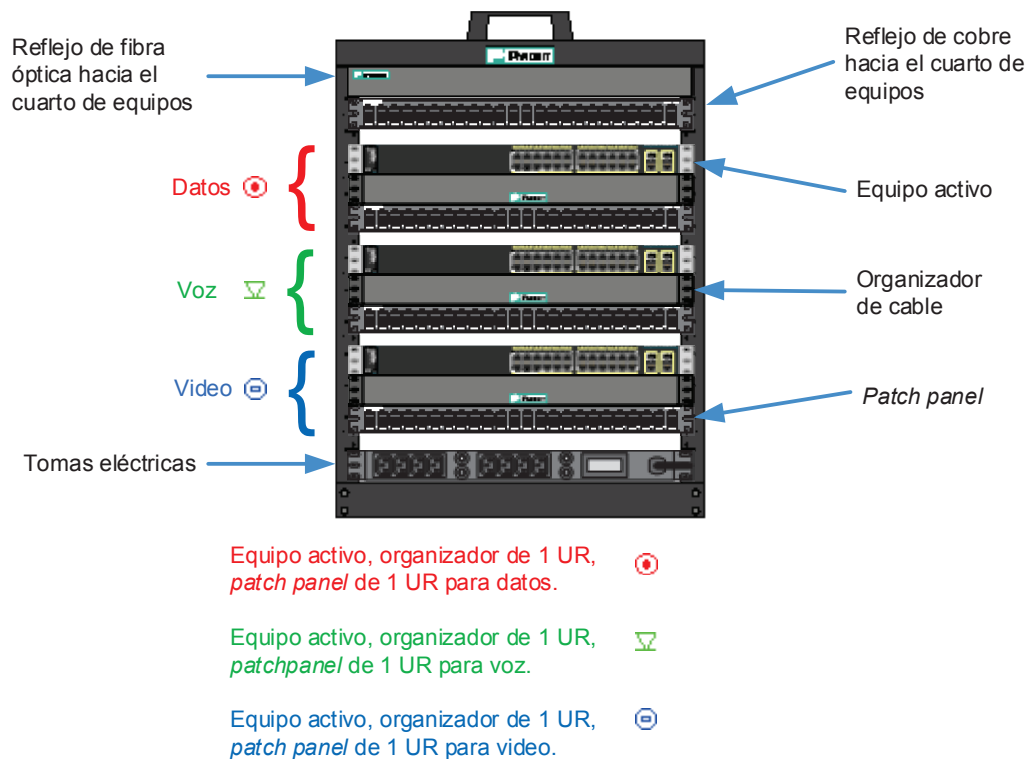 Reflejo de fibra
óptica hacia el
cuarto de equipos
PANDUIT
Reflejo de cobre
hacia el cuarto de
equipos
Datos
Equipo activo
Voz
Organizador
de cable
Video
Patch panel
Tomas eléctricas
Equipo activo, organizador de 1 UR,
patch panel de 1 UR para datos.
Equipo activo, organizador de 1 UR,
patchpanel de 1 UR para voz.
Equipo activo, organizador de 1 UR,
patch panel de 1 UR para video.